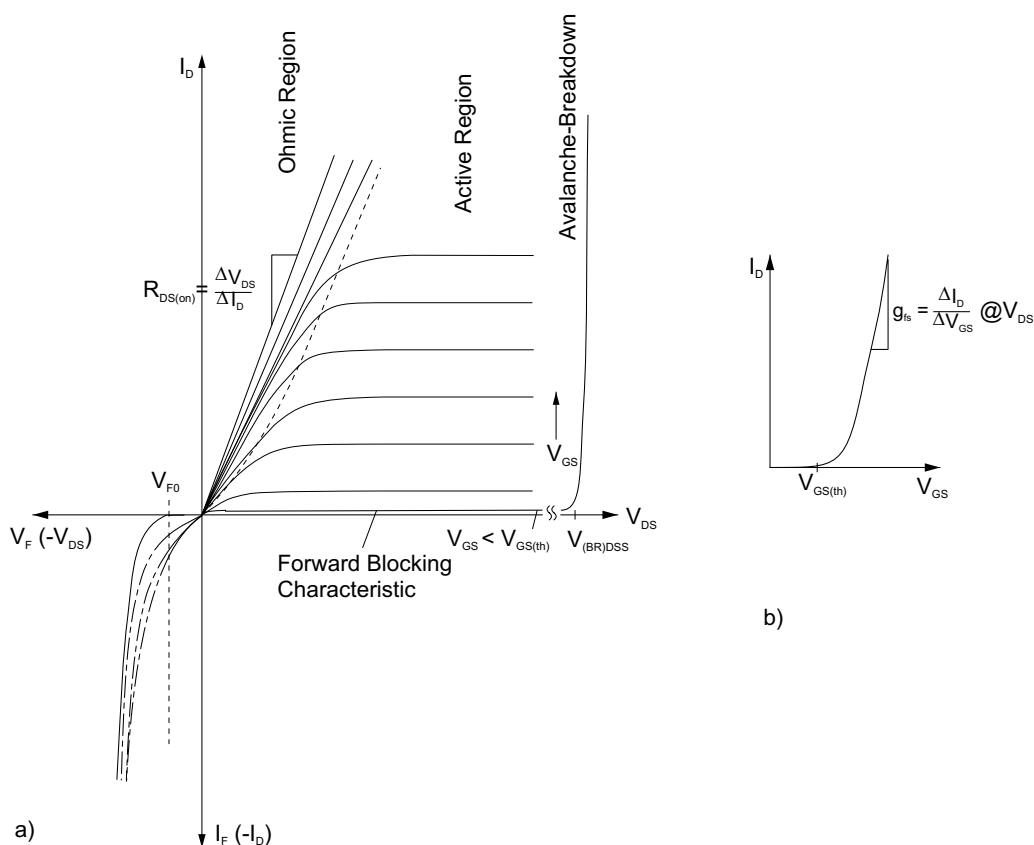 I_D
Ohmic Region
Active Region
Avalanche-Breakdown
R_DS(on) = ΔV_DS / ΔI_D
V_GS
V_F0
V_F (-V_DS)
V_DS
V_GS < V_GS(th)
V_(BR)DSS
Forward Blocking
Characteristic
I_F (-I_D)
a)
I_D
g_fs = ΔI_D / ΔV_GS @V_DS
V_GS(th)
V_GS
b)